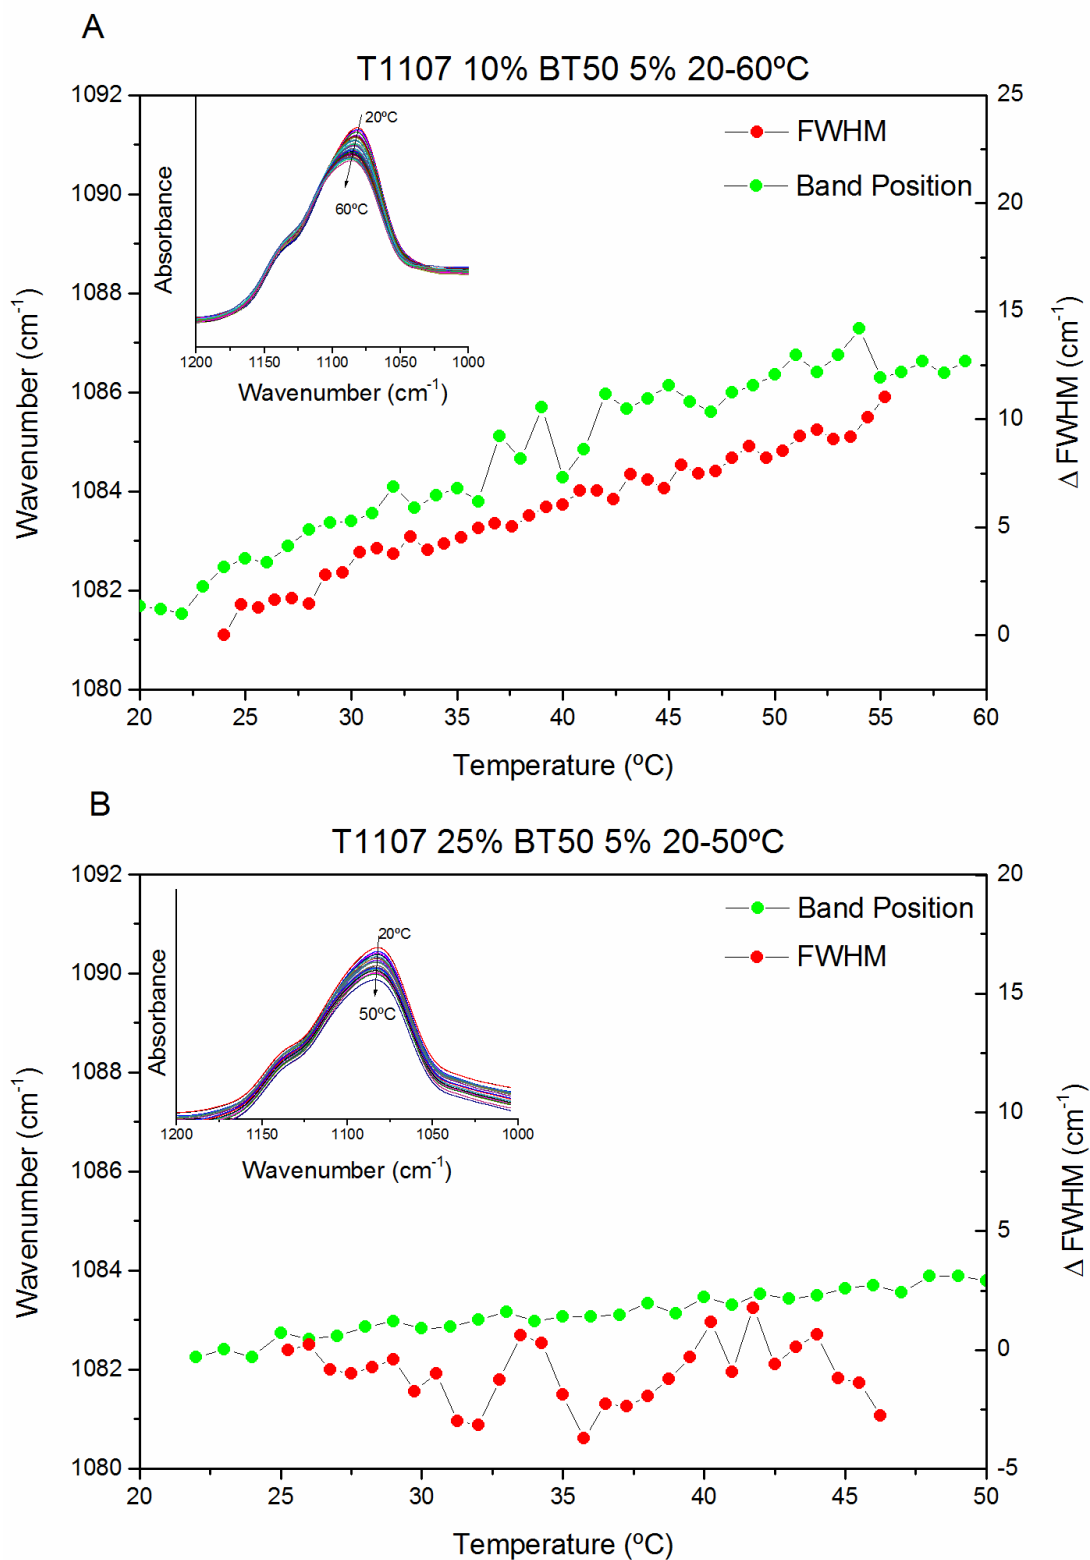 A
T1107 10% BT50 5% 20-60ºC
1092
1090
1088
1086
1084
1082
1080
Wavenumber (cm-1)
20 25 30 35 40 45 50 55 60
Temperature (ºC)
25
20
15
10
5
0
Δ FWHM (cm-1)
FWHM
Band Position
20ºC
60ºC
Absorbance
1200 1150 1100 1050 1000
Wavenumber (cm-1)
B
T1107 25% BT50 5% 20-50ºC
1092
1090
1088
1086
1084
1082
1080
Wavenumber (cm-1)
20 25 30 35 40 45 50
Temperature (ºC)
20
15
10
5
0
-5
Δ FWHM (cm-1)
Band Position
FWHM
20ºC
50ºC
Absorbance
1200 1150 1100 1050 1000
Wavenumber (cm-1)